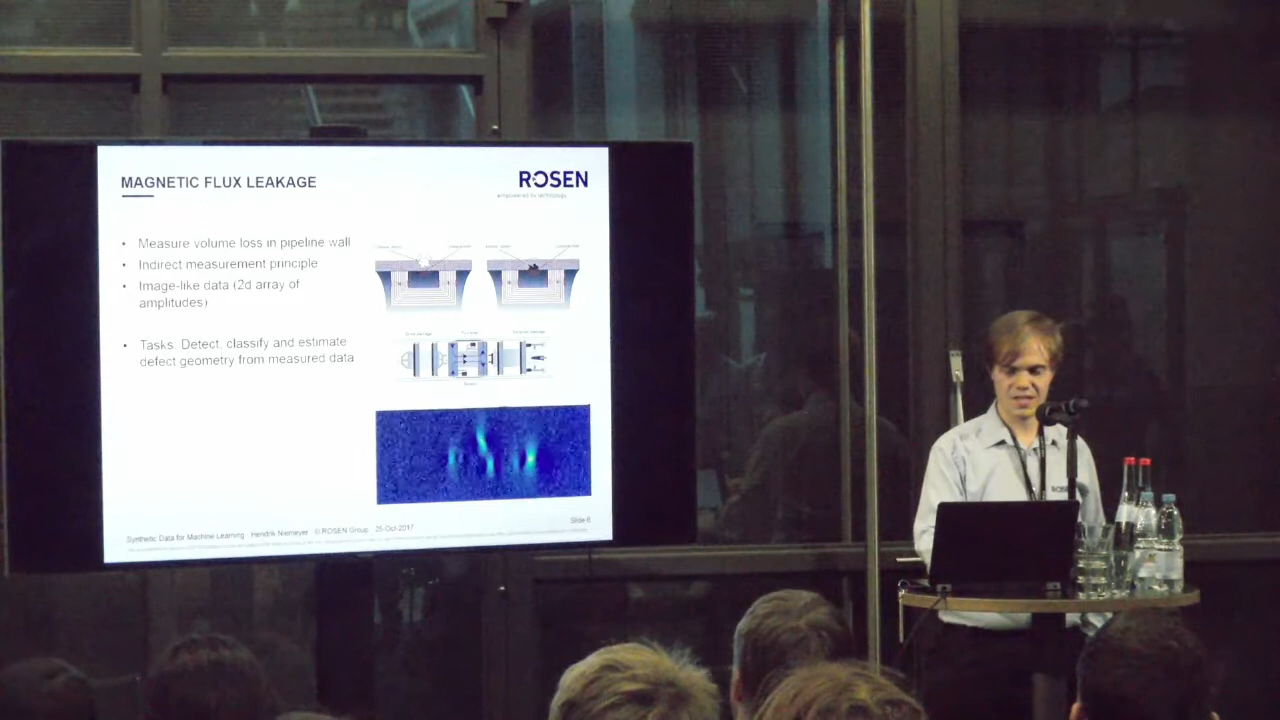 MAGNETIC FLUX LEAKAGE
ROSEN
empowered by technology
• Measure volume loss in pipeline wall
• Indirect measurement principle
• Image-like data (2d array of
amplitudes)
• Tasks: Detect, classify and estimate
defect geometry from measured data
Slide 6
Synthetic Data for Machine Learning Hendrik Niemeyer © ROSEN Group 25-Oct-2017
ROSEN